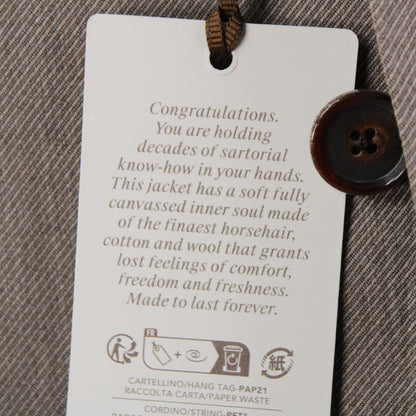 Congratulations.
You are holding
decades of sartorial
know-how in your hands.
This jacket has a soft fully
canvassed inner soul made
of the finaest horsehair,
cotton and wool that grants
lost feelings of comfort,
freedom and freshness.
Made to last forever.
FR
+
紙
CARTELLINO/HANG TAG-PAP21
RACCOLTA CARTA/PAPER WASTE
CORDINO/STRING-PET1